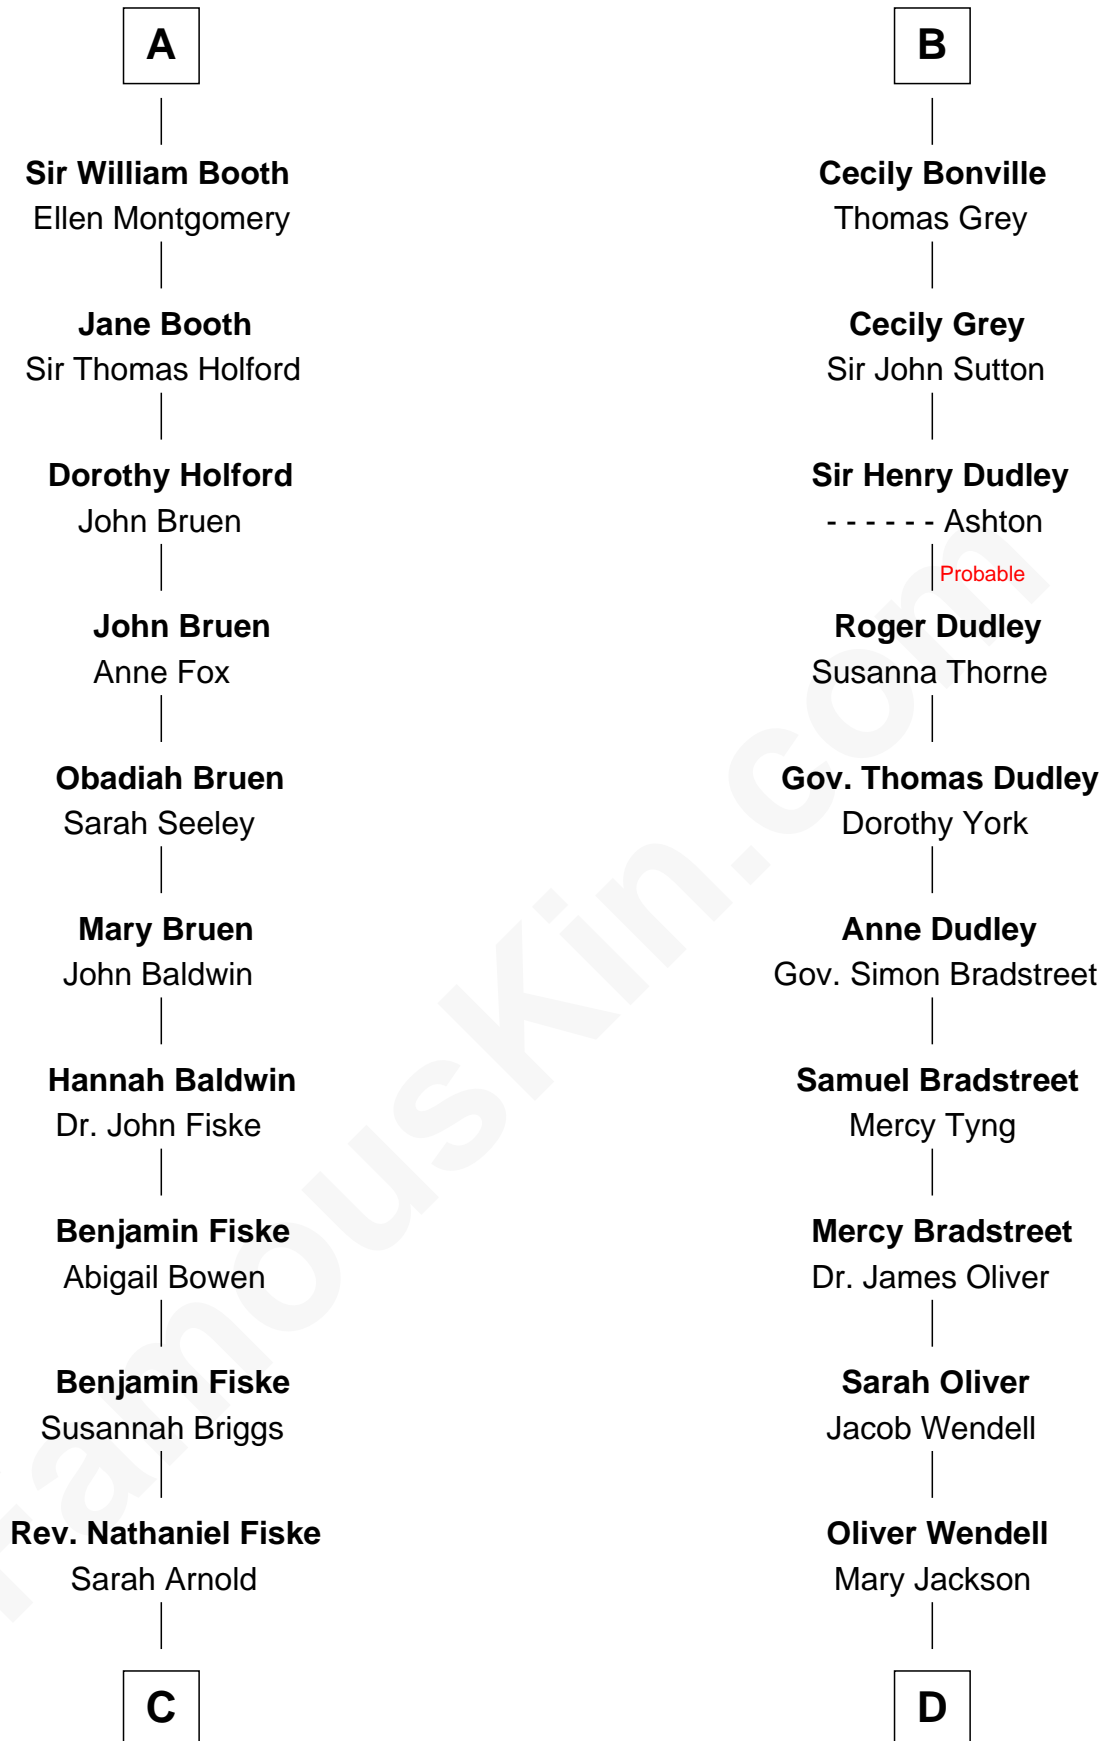 A
Sir William Booth
Ellen Montgomery
Jane Booth
Sir Thomas Holford
Dorothy Holford
John Bruen
John Bruen
Anne Fox
Obadiah Bruen
Sarah Seeley
Mary Bruen
John Baldwin
Hannah Baldwin
Dr. John Fiske
Benjamin Fiske
Abigail Bowen
Benjamin Fiske
Susannah Briggs
Rev. Nathaniel Fiske
Sarah Arnold
C
B
Cecily Bonville
Thomas Grey
Cecily Grey
Sir John Sutton
Sir Henry Dudley
- - - - - - Ashton
Probable
Roger Dudley
Susanna Thorne
Gov. Thomas Dudley
Dorothy York
Anne Dudley
Gov. Simon Bradstreet
Samuel Bradstreet
Mercy Tyng
Mercy Bradstreet
Dr. James Oliver
Sarah Oliver
Jacob Wendell
Oliver Wendell
Mary Jackson
D
FamousKin.com